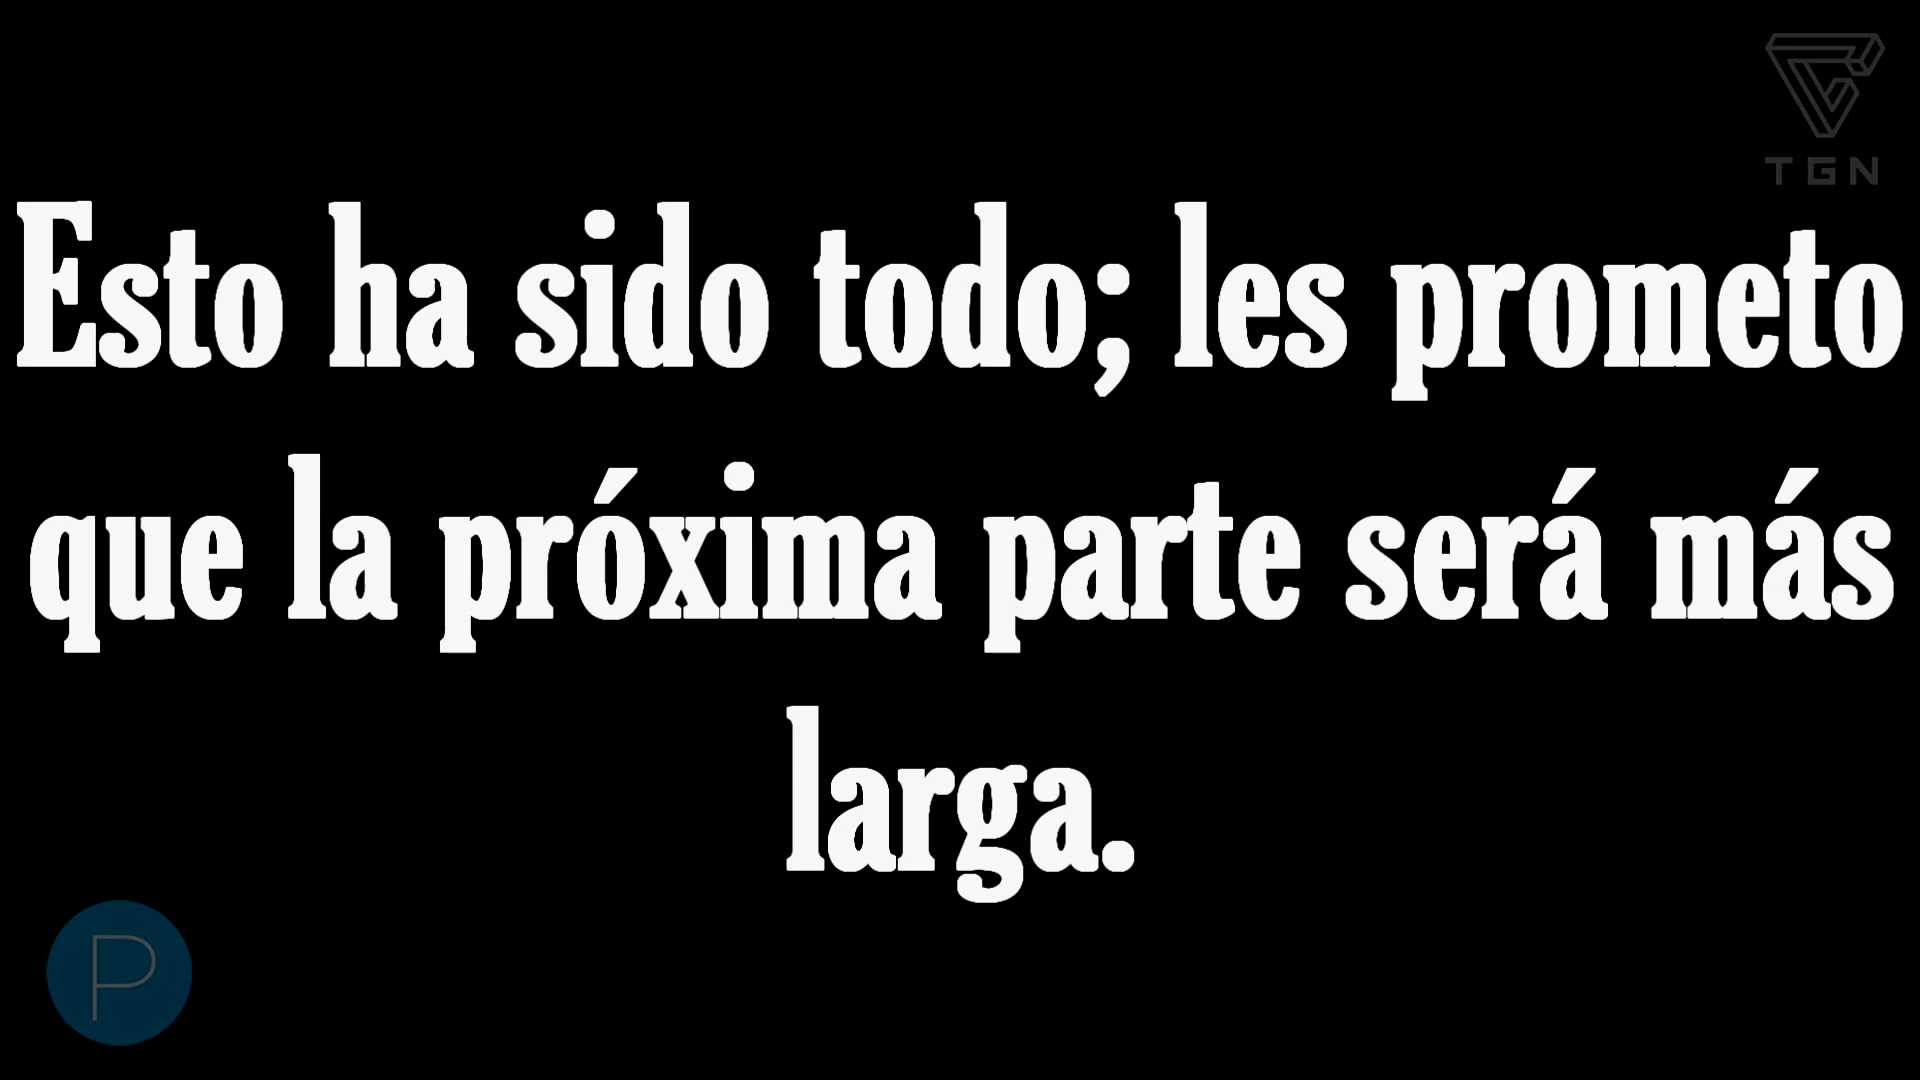 TGN
Esto ha sido todo; les prometo
que la próxima parte será más
larga.
P